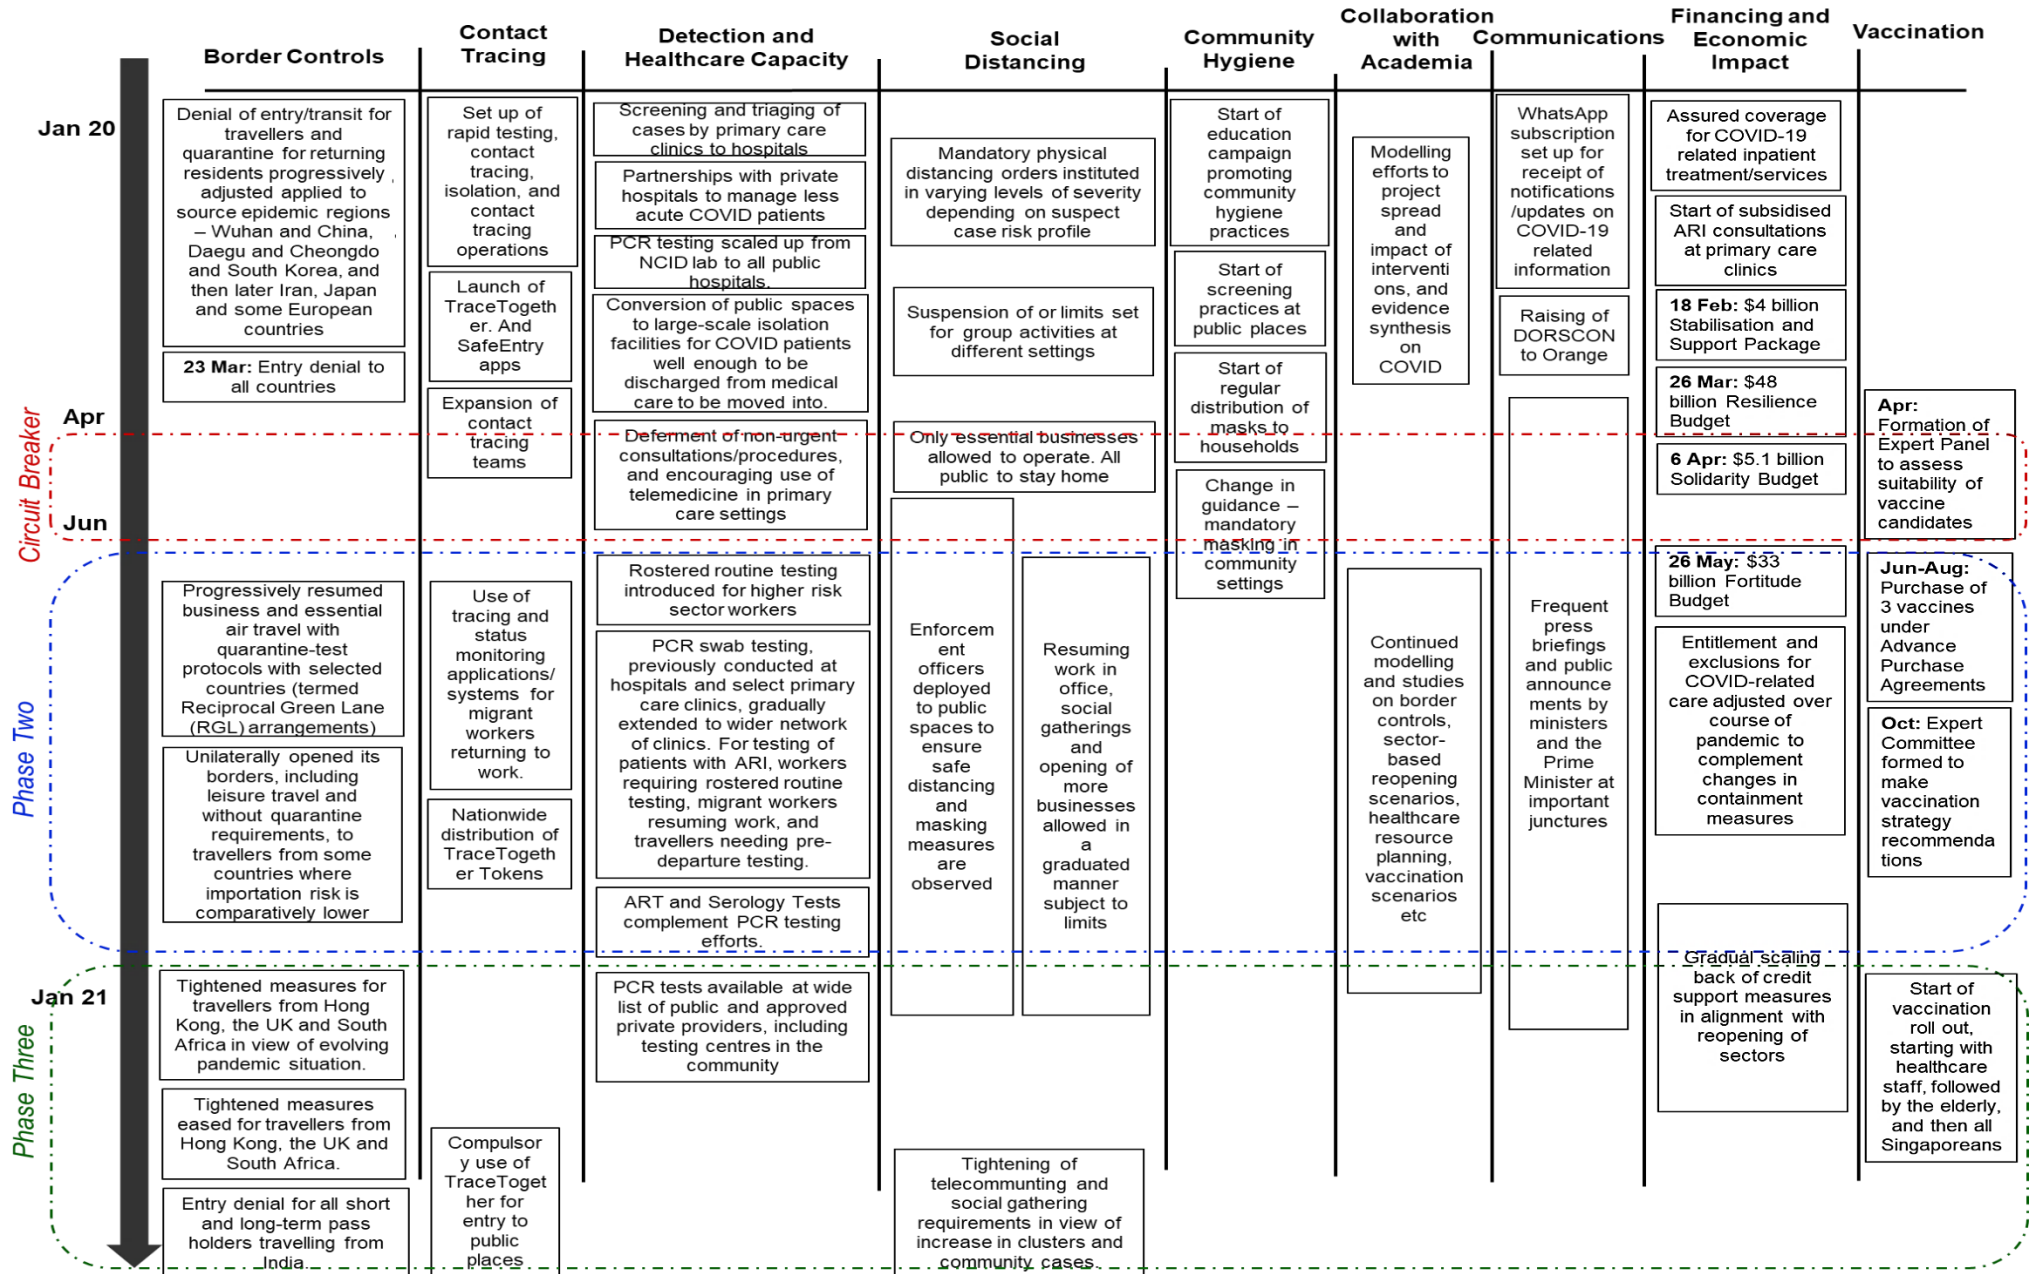 Border Controls
Contact
Tracing
Detection and
Healthcare Capacity
Social
Distancing
Community
Hygiene
Collaboration
with
Academia
Communications
Financing and
Economic
Impact
Vaccination
Jan 20
Apr
Jun
Jan 21
Circuit Breaker
Phase Two
Phase Three
Denial of entry/transit for
travellers and
quarantine for returning
residents progressively
adjusted applied to
source epidemic regions
– Wuhan and China,
Daegu and Cheongdo
and South Korea, and
then later Iran, Japan
and some European
countries
23 Mar: Entry denial to
all countries
Progressively resumed
business and essential
air travel with
quarantine-test
protocols with selected
countries (termed
Reciprocal Green Lane
(RGL) arrangements)
Unilaterally opened its
borders, including
leisure travel and
without quarantine
requirements, to
travellers from some
countries where
importation risk is
comparatively lower
Tightened measures for
travellers from Hong
Kong, the UK and South
Africa in view of evolving
pandemic situation.
Tightened measures
eased for travellers from
Hong Kong, the UK and
South Africa.
Entry denial for all short
and long-term pass
holders travelling from
India.
Set up of
rapid testing,
contact
tracing,
isolation, and
contact
tracing
operations
Launch of
TraceTogeth
er. And
SafeEntry
apps
Expansion of
contact
tracing
teams
Use of
tracing and
status
monitoring
applications/
systems for
migrant
workers
returning to
work.
Nationwide
distribution of
TraceTogeth
er Tokens
Compulsor
y use of
TraceToget
her for
entry to
public
places
Screening and triaging of
cases by primary care
clinics to hospitals
Partnerships with private
hospitals to manage less
acute COVID patients
PCR testing scaled up from
NCID lab to all public
hospitals.
Conversion of public spaces
to large-scale isolation
facilities for COVID patients
well enough to be
discharged from medical
care to be moved into.
Deferment of non-urgent
consultations/procedures,
and encouraging use of
telemedicine in primary
care settings
Rostered routine testing
introduced for higher risk
sector workers
PCR swab testing,
previously conducted at
hospitals and select primary
care clinics, gradually
extended to wider network
of clinics. For testing of
patients with ARI, workers
requiring rostered routine
testing, migrant workers
resuming work, and
travellers needing pre-
departure testing.
ART and Serology Tests
complement PCR testing
efforts.
PCR tests available at wide
list of public and approved
private providers, including
testing centres in the
community
Mandatory physical
distancing orders instituted
in varying levels of severity
depending on suspect
case risk profile
Suspension of or limits set
for group activities at
different settings
Only essential businesses
allowed to operate. All
public to stay home
Enforcem
ent
officers
deployed
to public
spaces to
ensure
safe
distancing
and
masking
measures
are
observed
Resuming
work in
office,
social
gatherings
and
opening of
more
businesses
allowed in
a
graduated
manner
subject to
limits
Tightening of
telecommunting and
social gathering
requirements in view of
increase in clusters and
community cases.
Start of
education
campaign
promoting
community
hygiene
practices
Start of
screening
practices at
public places
Start of
regular
distribution of
masks to
households
Change in
guidance –
mandatory
masking in
community
settings
Modelling
efforts to
project
spread
and
impact of
interventi
ons, and
evidence
synthesis
on
COVID
Continued
modelling
and studies
on border
controls,
sector-
based
reopening
scenarios,
healthcare
resource
planning,
vaccination
scenarios
etc
WhatsApp
subscription
set up for
receipt of
notifications
/updates on
COVID-19
related
information
Raising of
DORSCON
to Orange
Frequent
press
briefings
and public
announce
ments by
ministers
and the
Prime
Minister at
important
junctures
Assured coverage
for COVID-19
related inpatient
treatment/services
Start of subsidised
ARI consultations
at primary care
clinics
18 Feb: $4 billion
Stabilisation and
Support Package
26 Mar: $48
billion Resilience
Budget
6 Apr: $5.1 billion
Solidarity Budget
26 May: $33
billion Fortitude
Budget
Entitlement and
exclusions for
COVID-related
care adjusted over
course of
pandemic to
complement
changes in
containment
measures
Gradual scaling
back of credit
support measures
in alignment with
reopening of
sectors
Apr:
Formation of
Expert Panel
to assess
suitability of
vaccine
candidates
Jun-Aug:
Purchase of
3 vaccines
under
Advance
Purchase
Agreements
Oct: Expert
Committee
formed to
make
vaccination
strategy
recommenda
tions
Start of
vaccination
roll out,
starting with
healthcare
staff, followed
by the elderly,
and then all
Singaporeans